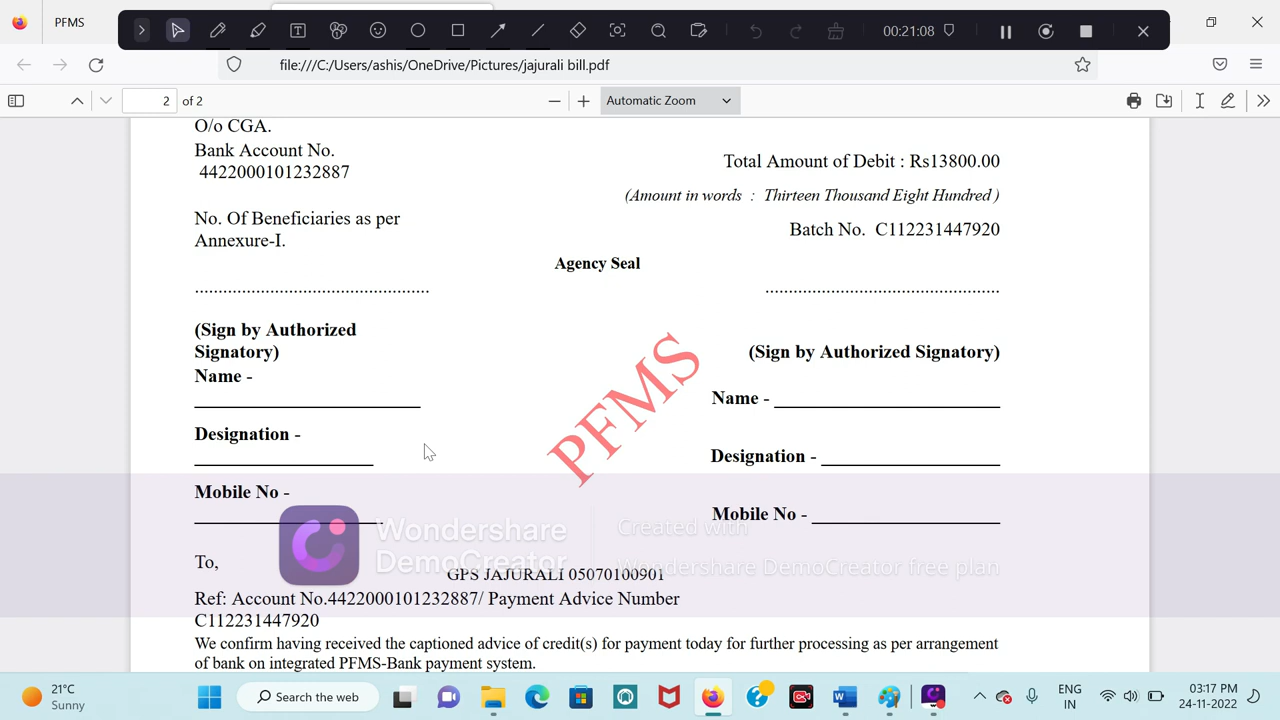 PFMS
00:21:08
file:///C:/Users/ashis/OneDrive/Pictures/jajurali bill.pdf
2 of 2
Automatic Zoom
O/o CGA.
Bank Account No.
4422000101232887
Total Amount of Debit : Rs13800.00
(Amount in words : Thirteen Thousand Eight Hundred )
No. Of Beneficiaries as per
Annexure-I.
Batch No. C112231447920
Agency Seal
(Sign by Authorized
Signatory)
(Sign by Authorized Signatory)
Name -
Name -
Designation -
Designation -
Mobile No -
Mobile No -
PFMS
Wondershare
DemoCreator
Created with
Wondershare DemoCreator free plan
To,
GPS JAJURALI 05070100901
Ref: Account No.4422000101232887/ Payment Advice Number
C112231447920
We confirm having received the captioned advice of credit(s) for payment today for further processing as per arrangement
of bank on integrated PFMS-Bank payment system.
21°C
Sunny
Search the web
ENG
IN
03:17 PM
24-11-2022